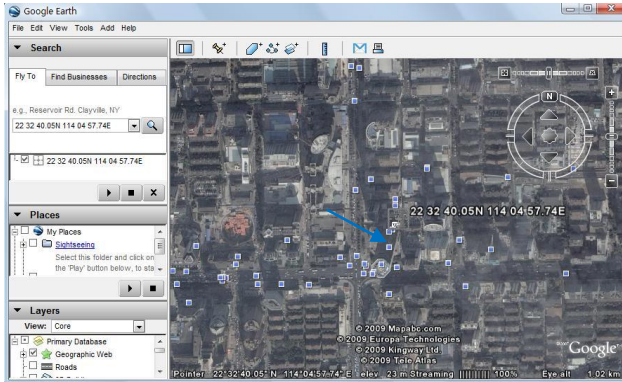 Google Earth
File Edit View Tools Add Help
Search
Fly To Find Businesses Directions
e.g., Reservoir Rd. Clayville, NY
22 32 40.05N 114 04 57.74E
22 32 40.05N 114 04 57.74E
Places
My Places
Sightseeing
Select this folder and click on
the 'Play' button below, to sta
Layers
View: Core
Primary Database
Geographic Web
Roads
N
22 32 40.05N 114 04 57.74E
© 2009 Mapabc.com
© 2009 Europa Technologies
© 2009 Kingway Ltd
© 2009 Tele Atlas
Google
Pointer 22°32'40.05" N 114°04'57.74" E elev 23 m Streaming 100% Eye alt 1.02 km